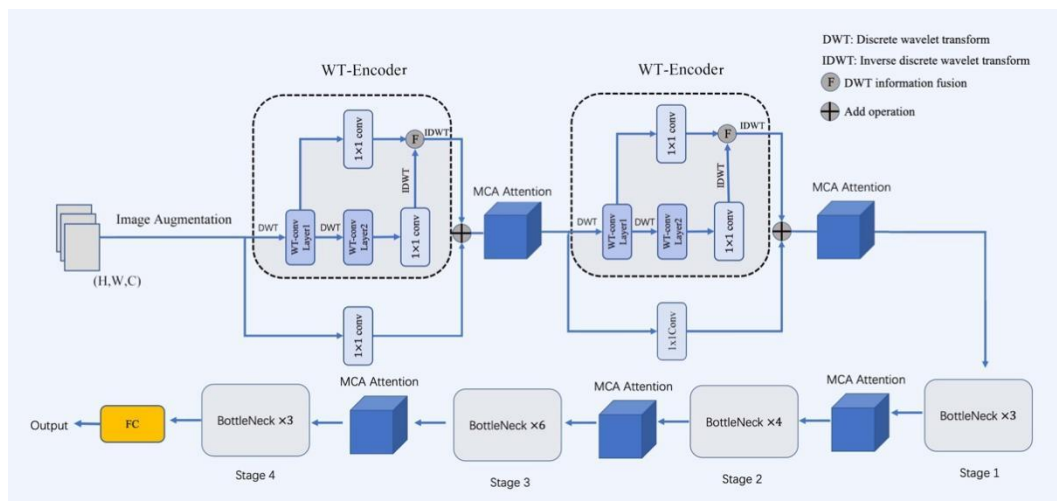 DWT: Discrete wavelet transform
IDWT: Inverse discrete wavelet transform
F DWT information fusion
Add operation
WT-Encoder
1×1 conv
F
IDWT
IDWT
DWT
WT-conv
Layer1
DWT
WT-conv
Layer2
1×1 conv
1×1 conv
MCA Attention
WT-Encoder
1×1 conv
F
IDWT
IDWT
DWT
WT-conv
Layer1
DWT
WT-conv
Layer2
1×1 conv
1x1Conv
MCA Attention
Image Augmentation
(H,W,C)
BottleNeck ×3
Stage 1
MCA Attention
BottleNeck ×4
Stage 2
MCA Attention
BottleNeck ×6
Stage 3
MCA Attention
BottleNeck ×3
Stage 4
FC
Output